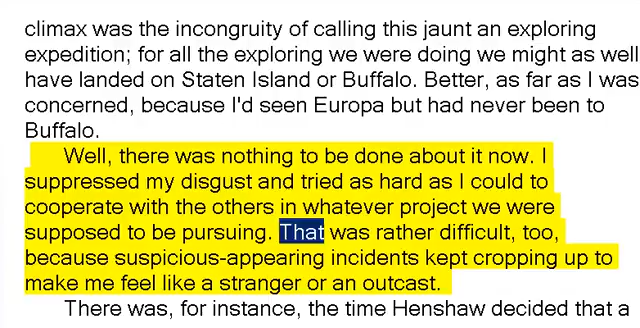 climax was the incongruity of calling this jaunt an exploring
expedition; for all the exploring we were doing we might as well
have landed on Staten Island or Buffalo. Better, as far as I was
concerned, because I'd seen Europa but had never been to
Buffalo.
Well, there was nothing to be done about it now. I
suppressed my disgust and tried as hard as I could to
cooperate with the others in whatever project we were
supposed to be pursuing. That was rather difficult, too,
because suspicious-appearing incidents kept cropping up to
make me feel like a stranger or an outcast.
There was, for instance, the time Henshaw decided that a